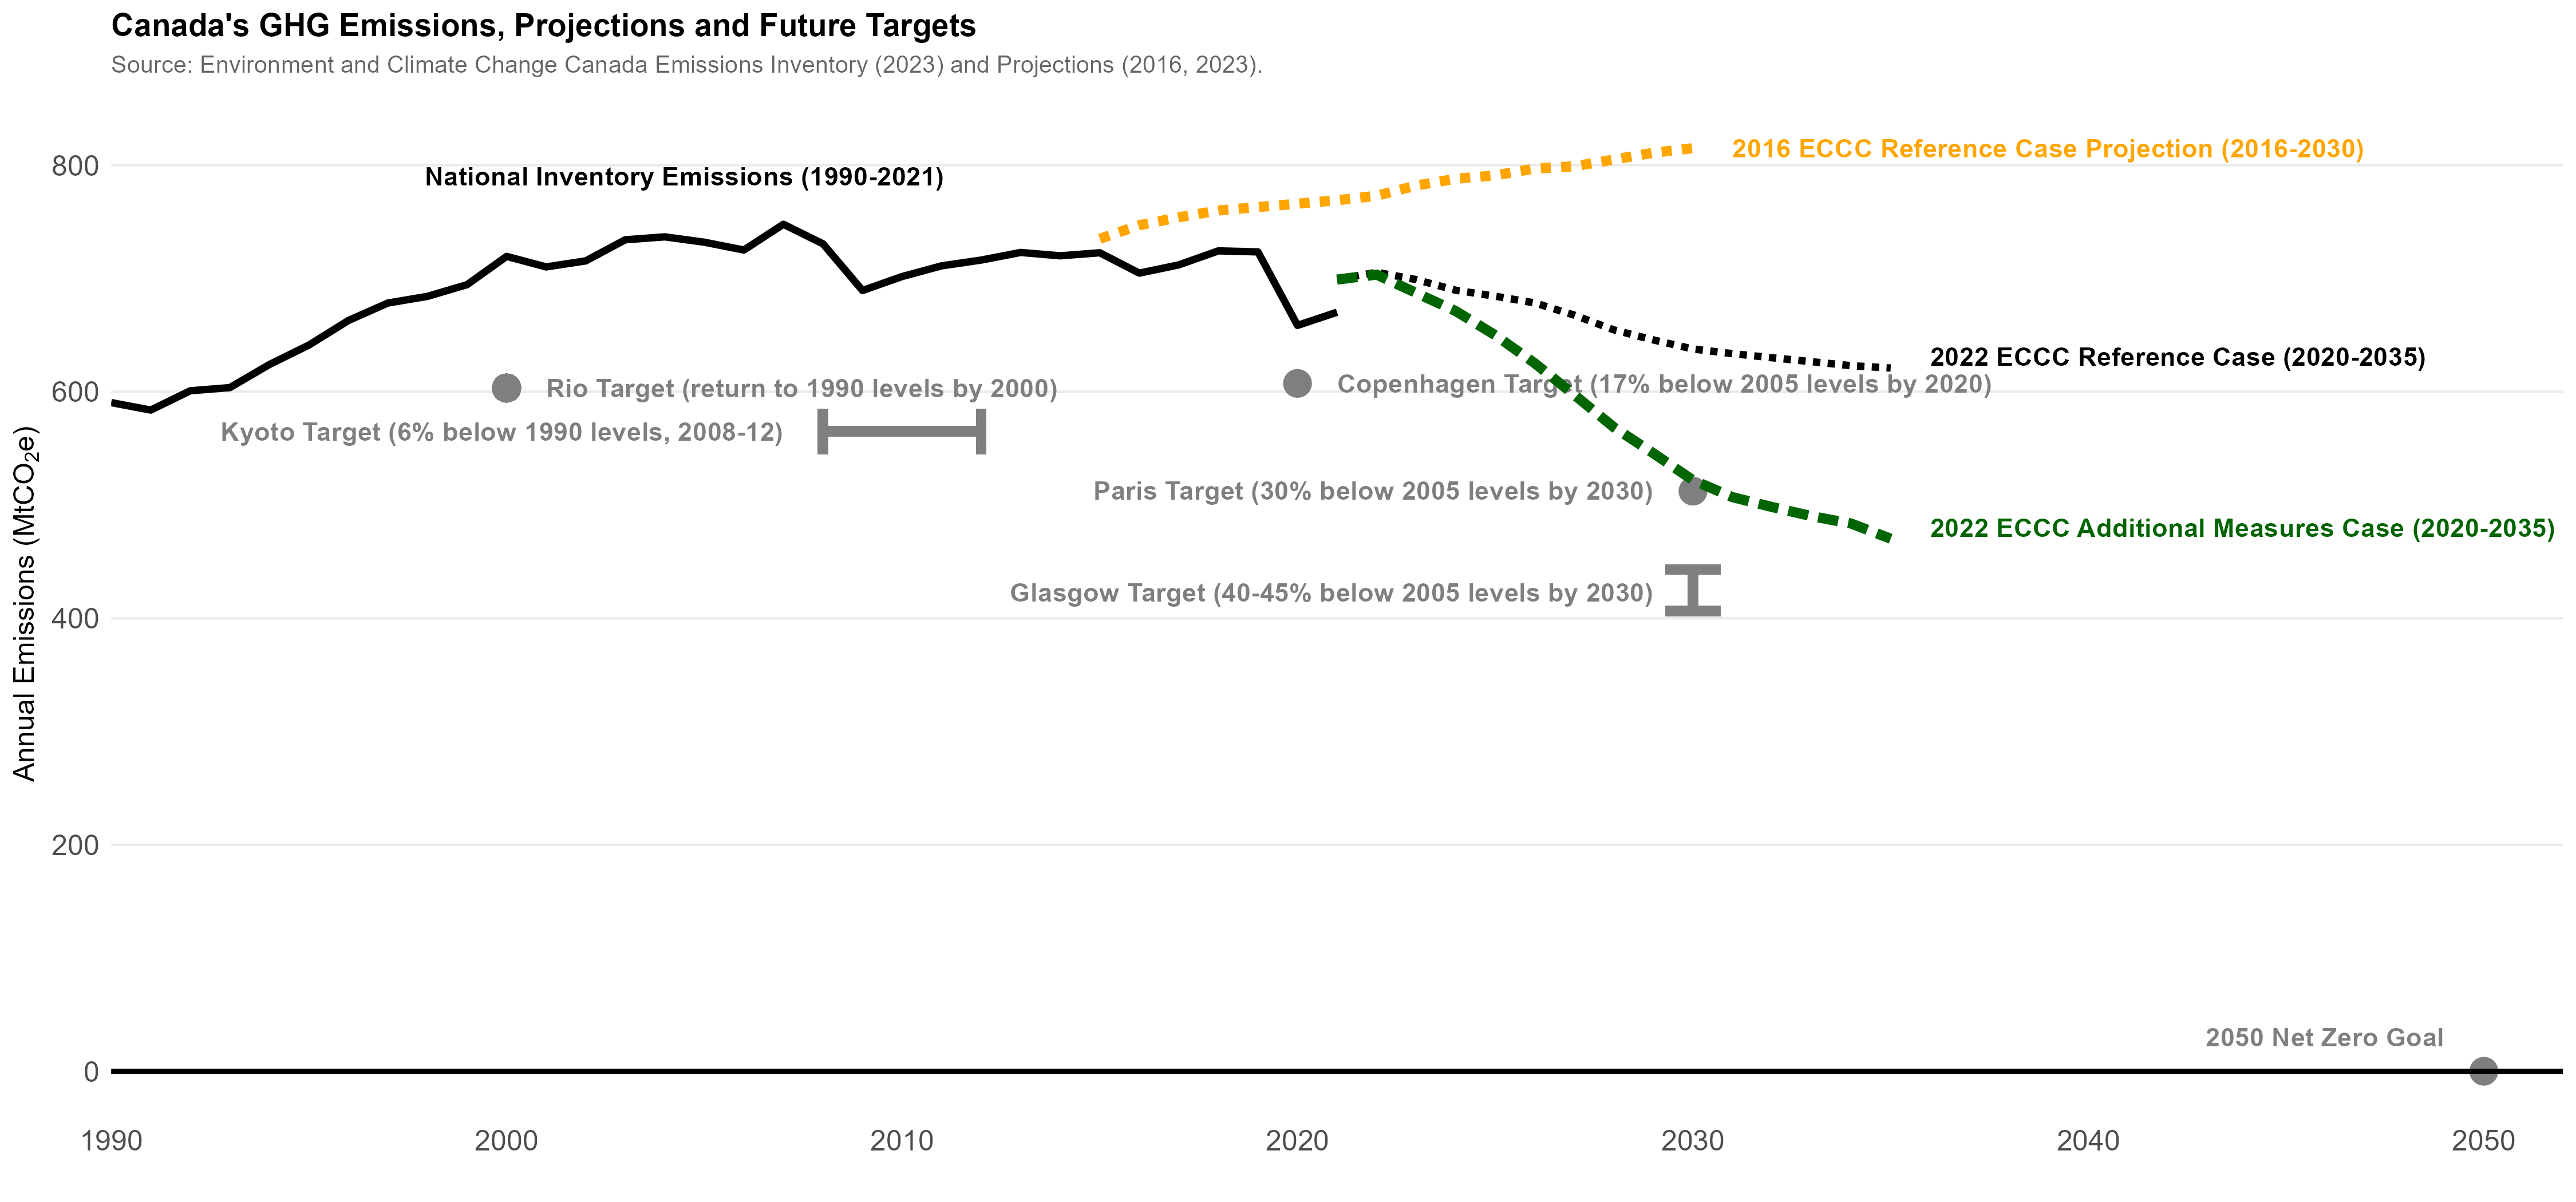 Canada's GHG Emissions, Projections and Future Targets
Source: Environment and Climate Change Canada Emissions Inventory (2023) and Projections (2016, 2023).
2016 ECCC Reference Case Projection (2016-2030)
800
National Inventory Emissions (1990-2021)
2022 ECCC Reference Case (2020-2035)
600
Rio Target (return to 1990 levels by 2000)
Copenhagen Target (17% below 2005 levels by 2020)
Kyoto Target (6% below 1990 levels, 2008-12)
Paris Target (30% below 2005 levels by 2030)
2022 ECCC Additional Measures Case (2020-2035)
Glasgow Target (40-45% below 2005 levels by 2030)
400
Annual Emissions (MtCO₂e)
200
2050 Net Zero Goal
0
1990 2000 2010 2020 2030 2040 2050